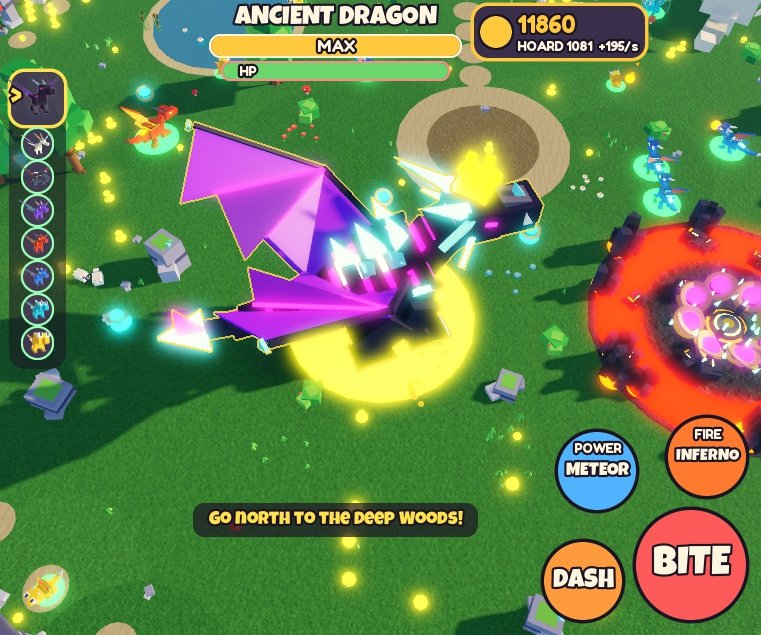 ANCIENT DRAGON
MAX
HP
11860
HOARD 1081 +195/s
GO NORTH TO THE DEEP WOODS!
POWER
METEOR
FIRE
INFERNO
DASH
BITE